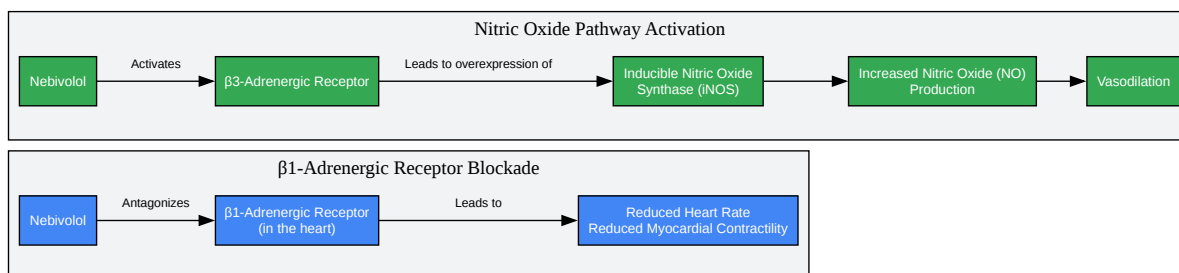 Nitric Oxide Pathway Activation
Nebivolol
Activates
β3-Adrenergic Receptor
Leads to overexpression of
Inducible Nitric Oxide
Synthase (iNOS)
Increased Nitric Oxide (NO)
Production
Vasodilation
β1-Adrenergic Receptor Blockade
Nebivolol
Antagonizes
β1-Adrenergic Receptor
(in the heart)
Leads to
Reduced Heart Rate
Reduced Myocardial Contractility